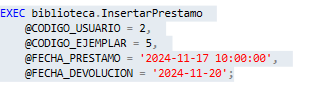 EXEC biblioteca.InsertarPrestamo
@CODIGO_USUARIO = 2,
@CODIGO_EJEMPLAR = 5,
@FECHA_PRESTAMO = '2024-11-17 10:00:00',
@FECHA_DEVOLUCION = '2024-11-20';